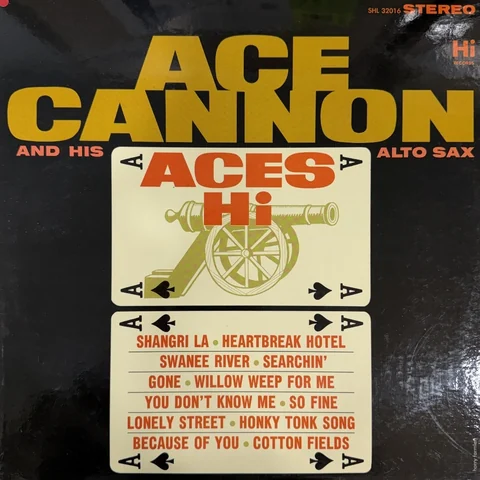 SHL 32016 STEREO
Hi
RECORDS
ACE
CANNON
AND HIS ALTO SAX
A A
ACES
Hi
A A
A A
SHANGRI LA • HEARTBREAK HOTEL
SWANEE RIVER • SEARCHIN'
GONE • WILLOW WEEP FOR ME
YOU DON'T KNOW ME • SO FINE
LONELY STREET • HONKY TONK SONG
BECAUSE OF YOU • COTTON FIELDS
A A